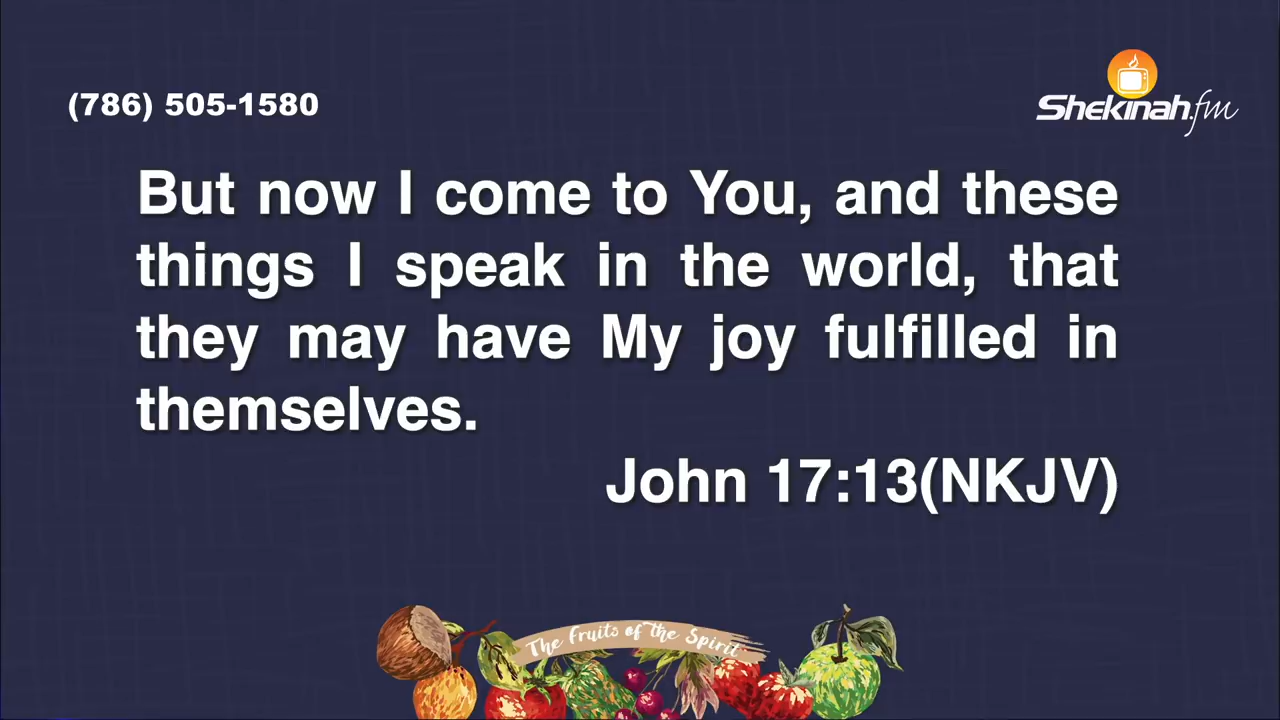 (786) 505-1580
Shekinah.fm
But now I come to You, and these
things I speak in the world, that
they may have My joy fulfilled in
themselves.
John 17:13(NKJV)
The Fruits of the Spirit